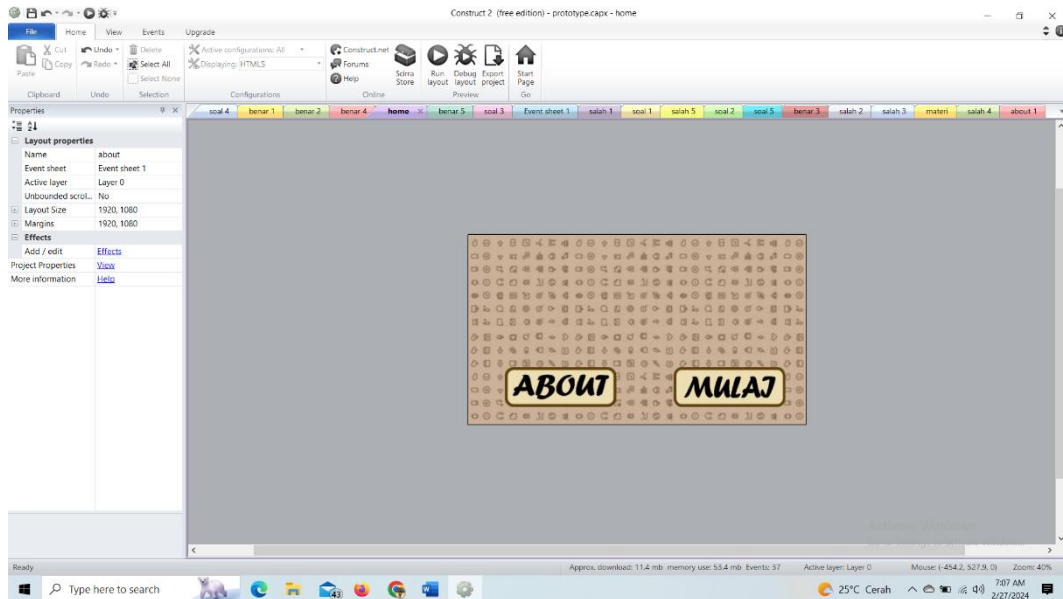 Construct 2 (free edition) - prototype.capx - home
File Home View Events Upgrade
Paste Cut Copy Undo Redo Delete Select All Select None
Active configurations: All
Displaying: HTML5
Construct.net
Forums
Help
Scirra Store
Run layout
Debug layout
Export project
Start Page
Clipboard Undo Selection Configurations Online Preview Go
Properties
soal 4 benar 1 benar 2 benar 4 home benar 5 soal 3 Event sheet 1 salah 1 soal 1 salah 5 soal 2 soal 5 benar 3 salah 2 salah 3 materi salah 4 about 1
Layout properties
Name about
Event sheet Event sheet 1
Active layer Layer 0
Unbounded scrol... No
Layout Size 1920, 1080
Margins 1920, 1080
Effects
Add / edit Effects
Project Properties View
More information Help
ABOUT MULAI
Activate Windows
Ready Approx. download: 11.4 mb memory use: 53.4 mb Events: 37 Active layer: Layer 0 Mouse: (-454.2, 527.9, 0) Zoom: 40%
Type here to search 43 25°C Cerah 7:07 AM
2/27/2024